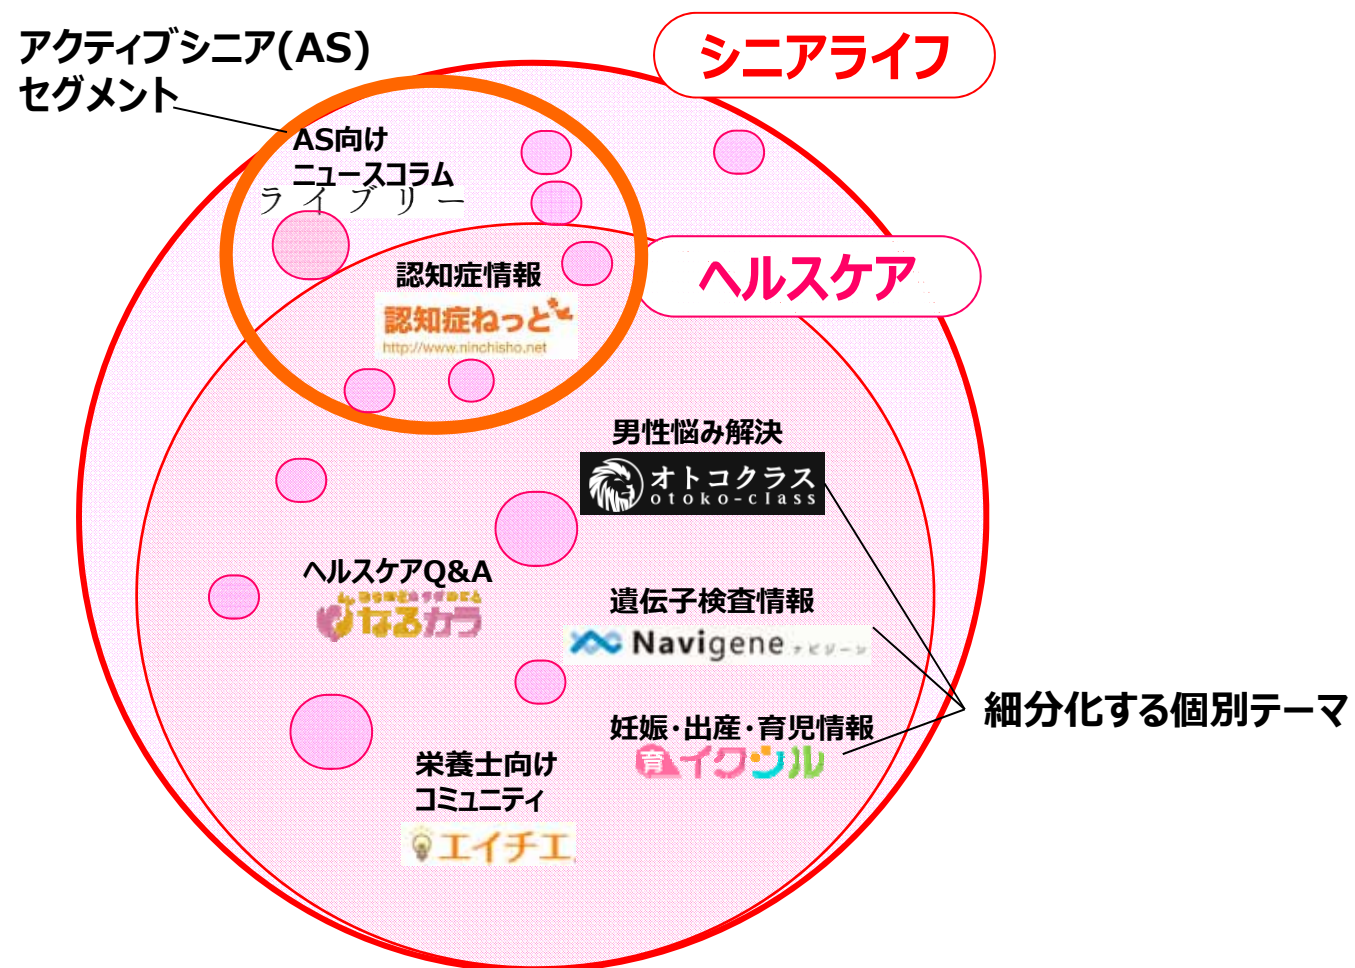 アクティブシニア(AS)
セグメント
シニアライフ
AS向け
ニュースコラム
ライブリー
ヘルスケア
認知症情報
認知症ねっと
http://www.ninchisho.net
男性悩み解決
オトコクラス
otoko-class
ヘルスケアQ&A
なるカラ
遺伝子検査情報
Navigene ナビジーン
細分化する個別テーマ
妊娠・出産・育児情報
育イクシル
栄養士向け
コミュニティ
エイチエ